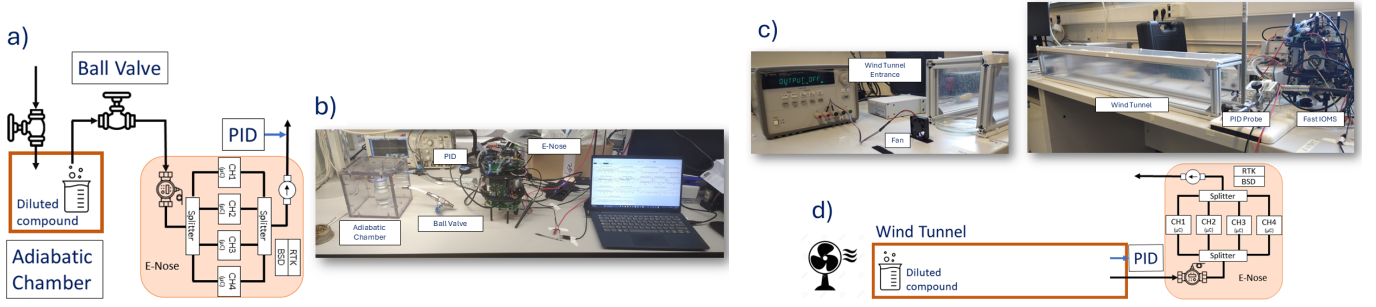 a)
Ball Valve
PID
Diluted
compound
Adiabatic
Chamber
E-Nose
Splitter
CH1
(µC)
CH2
(µC)
CH3
(µC)
CH4
(µC)
Splitter
RTK
BSD
b)
PID
E-Nose
Adiabatic
Chamber
Ball Valve
c)
Wind Tunnel
Entrance
OUTPUT OFF
Fan
Wind Tunnel
PID Probe
Fast IOMS
d)
Wind Tunnel
Diluted
compound
PID
RTK
BSD
Splitter
CH1
(µC)
CH2
(µC)
CH3
(µC)
CH4
(µC)
Splitter
E-Nose